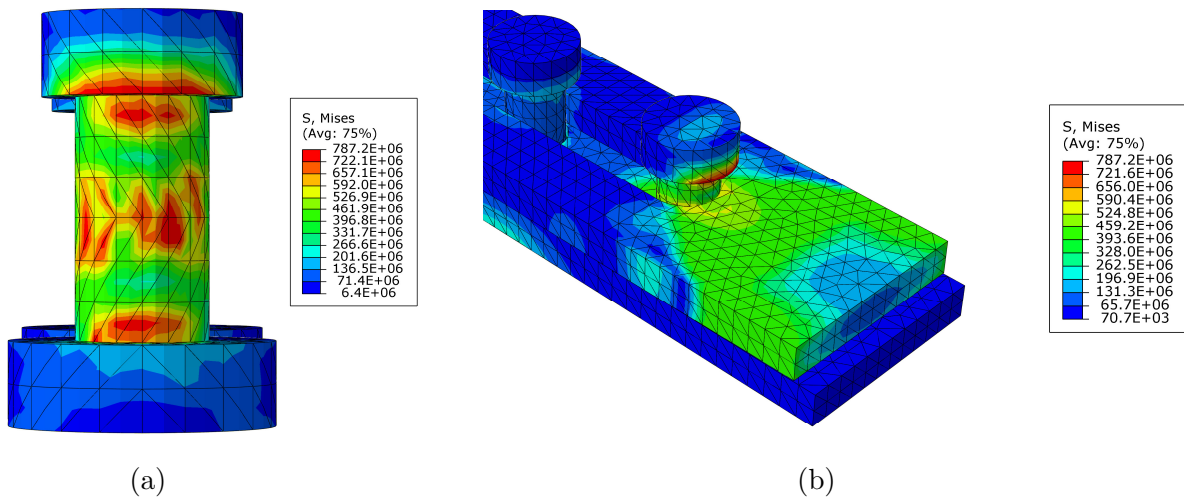 S, Mises
(Avg: 75%)
787.2E+06
722.1E+06
657.1E+06
592.0E+06
526.9E+06
461.9E+06
396.8E+06
331.7E+06
266.6E+06
201.6E+06
136.5E+06
71.4E+06
6.4E+06
S, Mises
(Avg: 75%)
787.2E+06
721.6E+06
656.0E+06
590.4E+06
524.8E+06
459.2E+06
393.6E+06
328.0E+06
262.5E+06
196.9E+06
131.3E+06
65.7E+06
70.7E+03
(a)
(b)